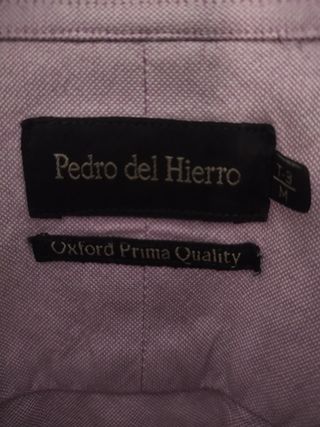 Pedro del Hierro
M
Oxford Prima Quality